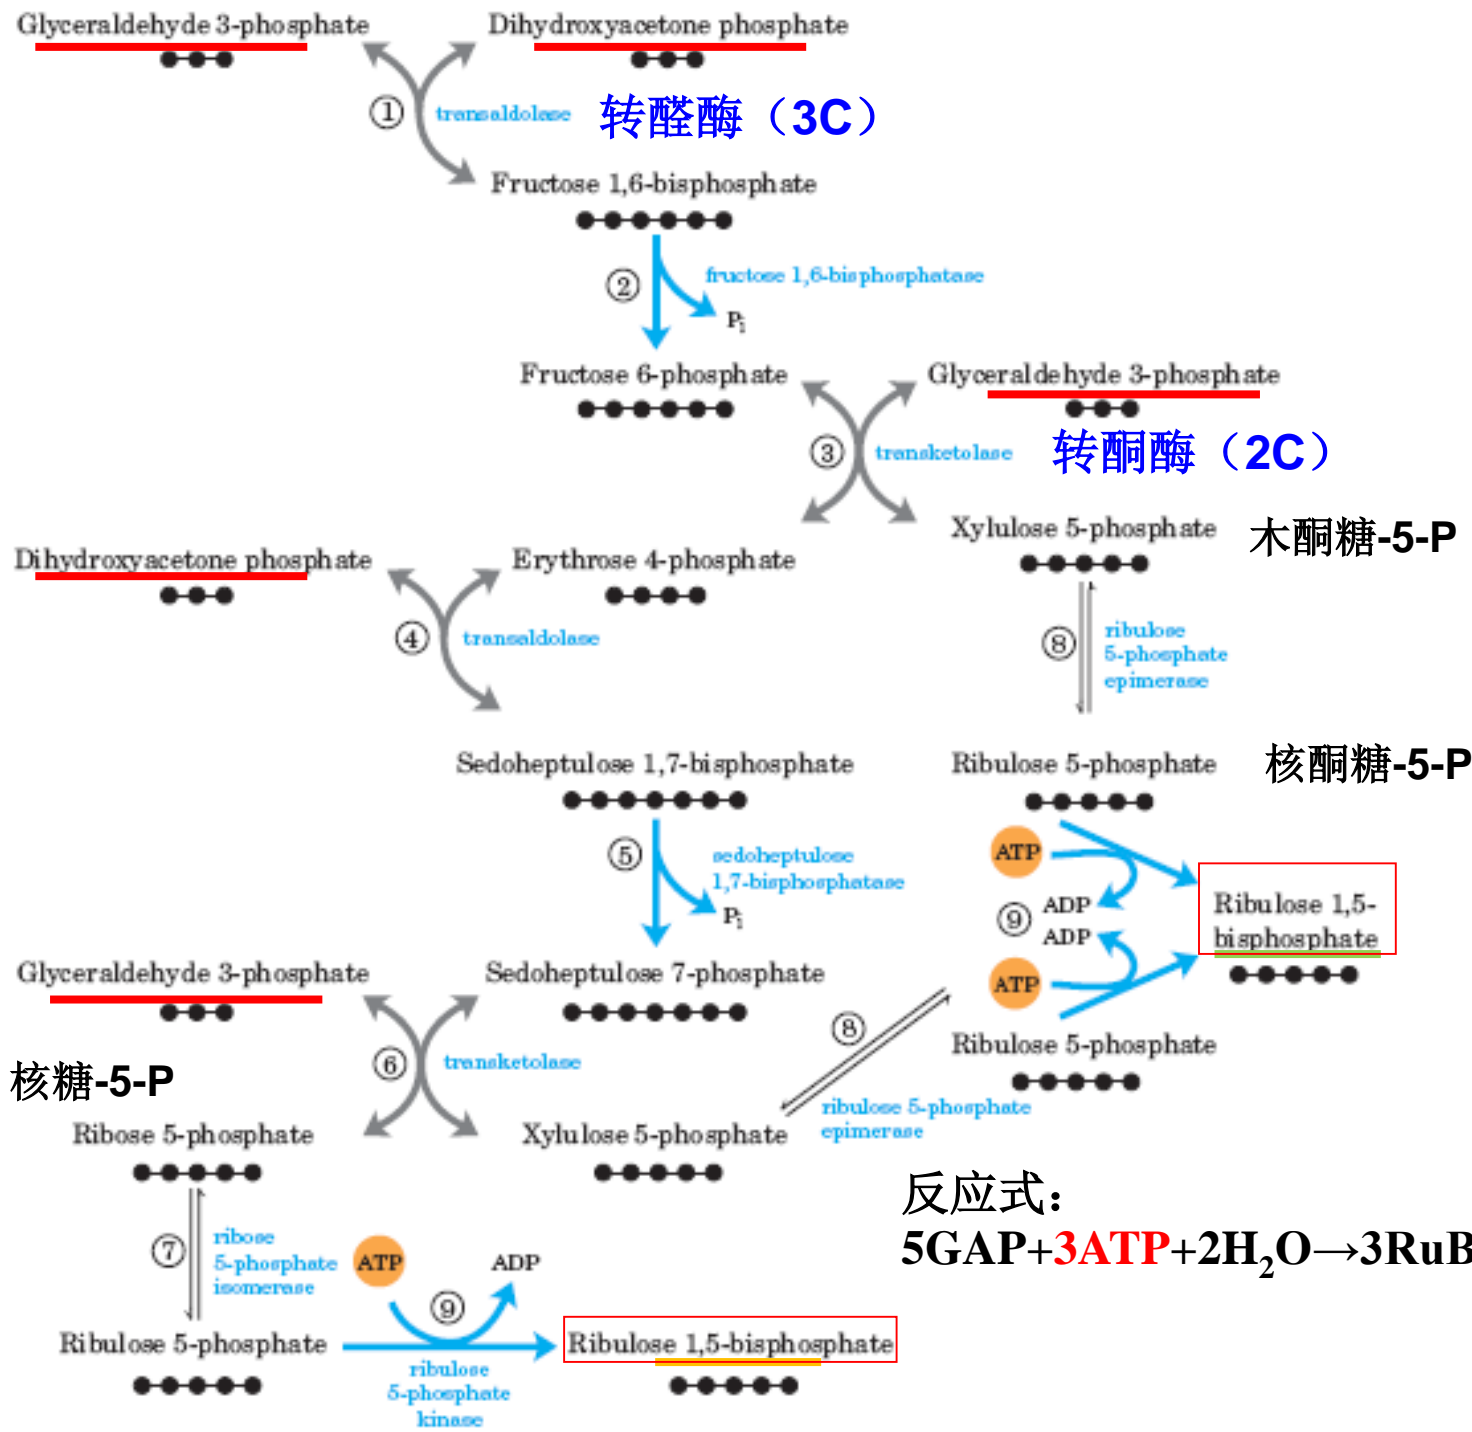 Glyceraldehyde 3-phosphate
Dihydroxyacetone phosphate
① transaldolase 转醛酶（3C）
Fructose 1,6-bisphosphate
② fructose 1,6-bisphosphatase
Pi
Fructose 6-phosphate
Glyceraldehyde 3-phosphate
③ transketolase 转酮酶（2C）
Xylulose 5-phosphate 木酮糖-5-P
Dihydroxyacetone phosphate
Erythrose 4-phosphate
④ transaldolase
⑧ ribulose
5-phosphate
epimerase
Sedoheptulose 1,7-bisphosphate
Ribulose 5-phosphate 核酮糖-5-P
⑤ sedoheptulose
1,7-bisphosphatase
Pi
ATP
ADP
⑨
ADP
ATP
Ribulose 1,5-
bisphosphate
Glyceraldehyde 3-phosphate
Sedoheptulose 7-phosphate
Ribulose 5-phosphate
⑥ transketolase
⑧
ribulose 5-phosphate
epimerase
核糖-5-P
Ribose 5-phosphate
Xylulose 5-phosphate
反应式：
5GAP+3ATP+2H₂O→3RuB
⑦ ribose
5-phosphate
isomerase
ATP
ADP
⑨
Ribulose 5-phosphate
Ribulose 1,5-bisphosphate
ribulose
5-phosphate
kinase